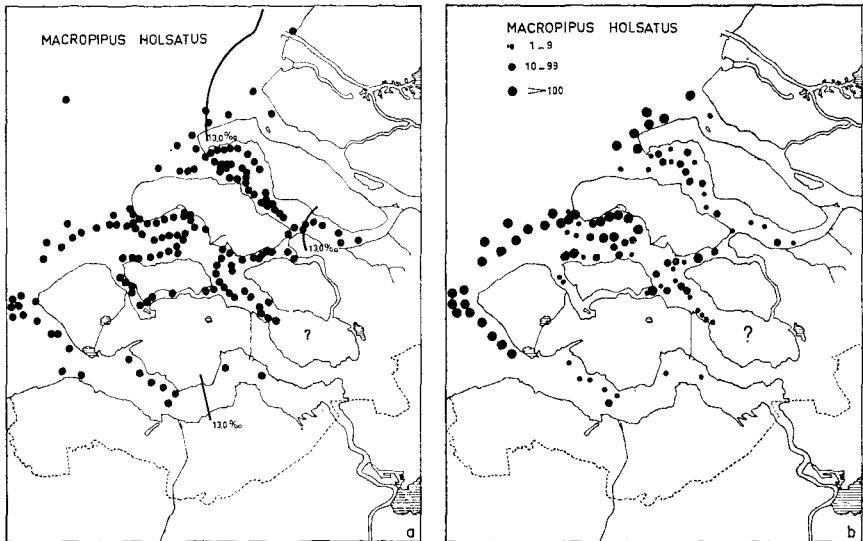 MACROPIPUS HOLSATUS
13.0‰
13.0‰
?
13.0‰
a
MACROPIPUS HOLSATUS
1 - 9
10 - 99
>100
?
b